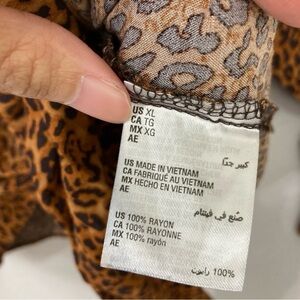 US XL
CA TG
MX XG
AE
كبير جدًا
US MADE IN VIETNAM
CA FABRIQUÉ AU VIETNAM
MX HECHO EN VIETNAM
AE
صنع في فيتنام
US 100% RAYON
CA 100% RAYONNE
MX 100% rayón
AE
100% رايون